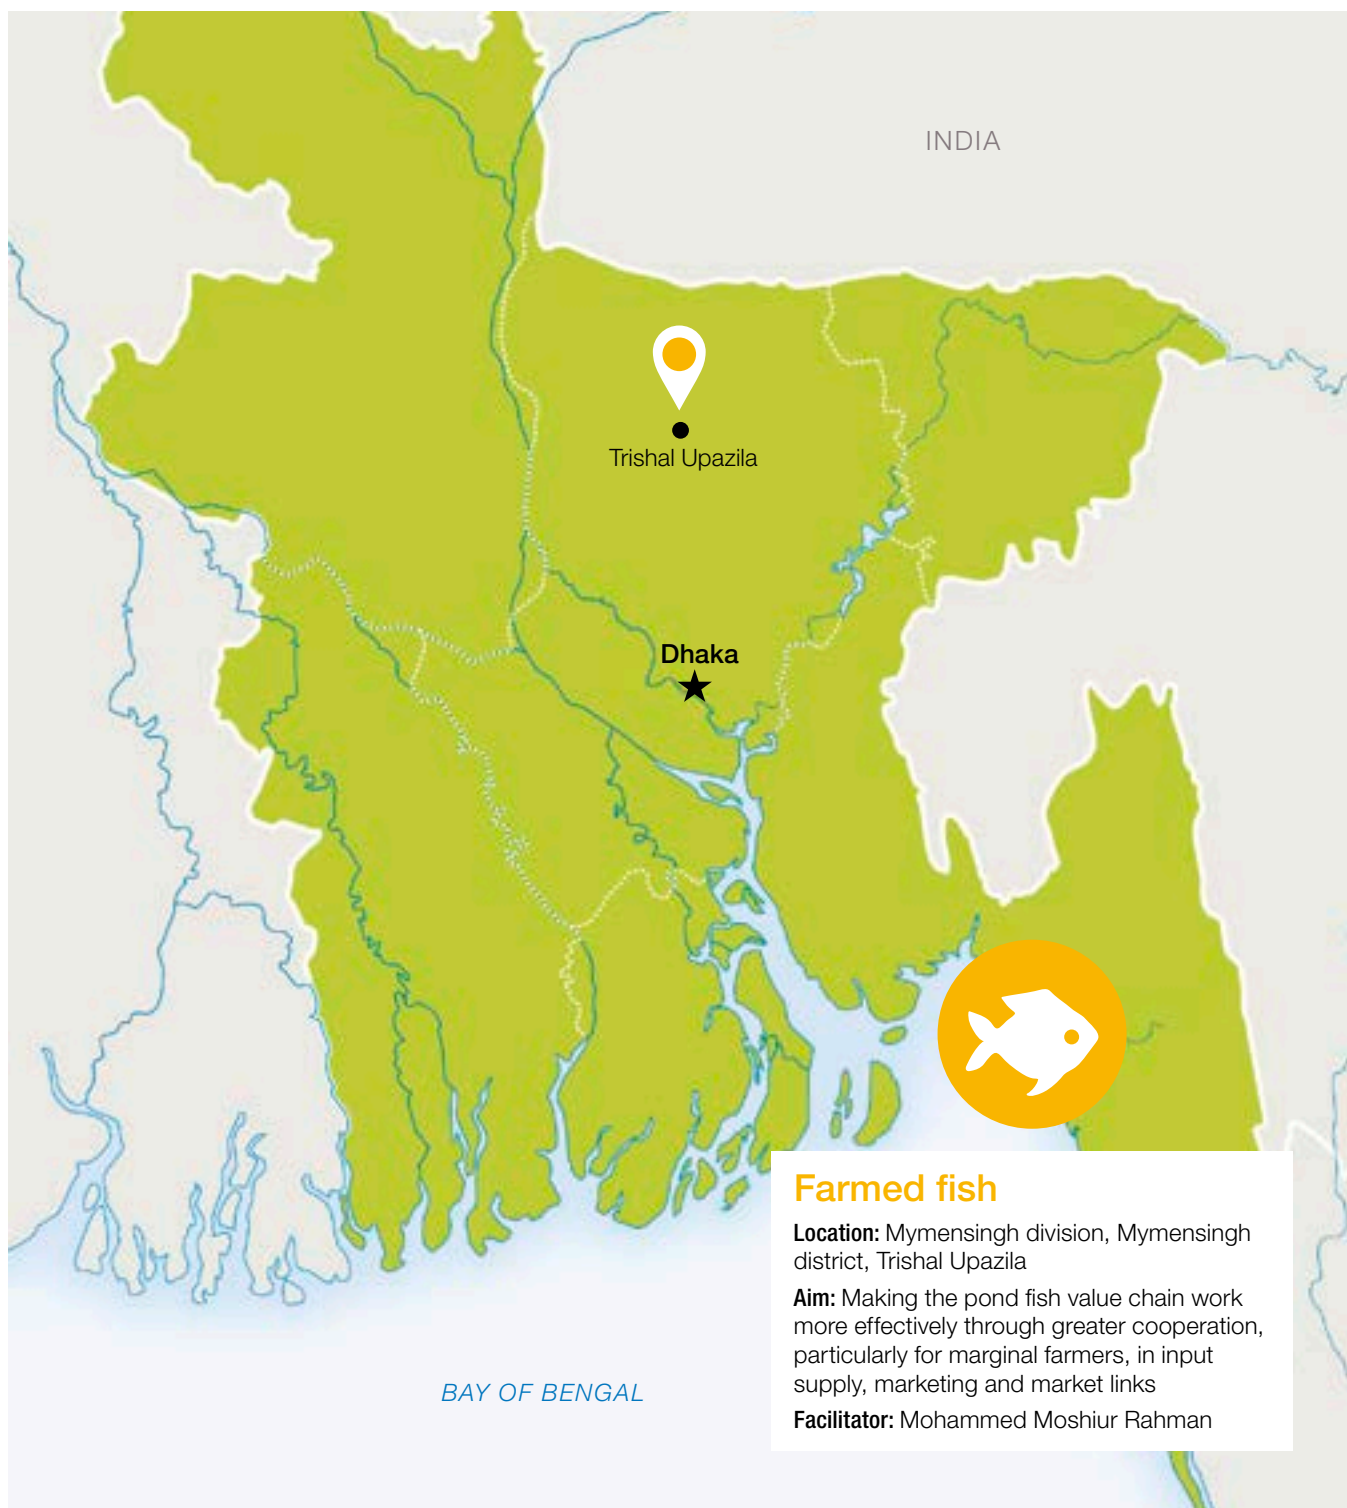 INDIA
Trishal Upazila
Dhaka
Farmed fish
Location: Mymensingh division, Mymensingh
district, Trishal Upazila
Aim: Making the pond fish value chain work
more effectively through greater cooperation,
particularly for marginal farmers, in input
supply, marketing and market links
Facilitator: Mohammed Moshiur Rahman
BAY OF BENGAL